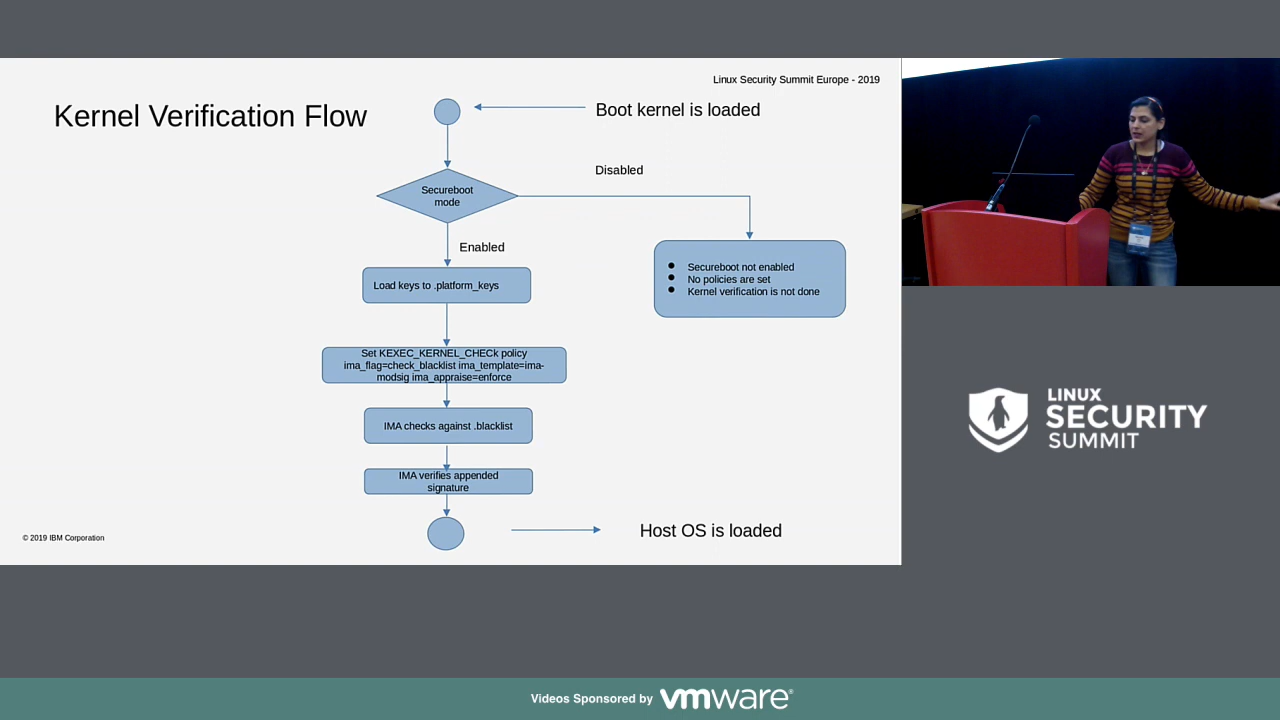 Linux Security Summit Europe - 2019
Kernel Verification Flow
Boot kernel is loaded
Disabled
Secureboot
mode
Enabled
Secureboot not enabled
No policies are set
Kernel verification is not done
Load keys to .platform_keys
Set KEXEC_KERNEL_CHECk policy
ima_flag=check_blacklist ima_template=ima-
modsig ima_appraise=enforce
IMA checks against .blacklist
IMA verifies appended
signature
Host OS is loaded
© 2019 IBM Corporation
LINUX
SECURITY
SUMMIT
Videos Sponsored by vmware®